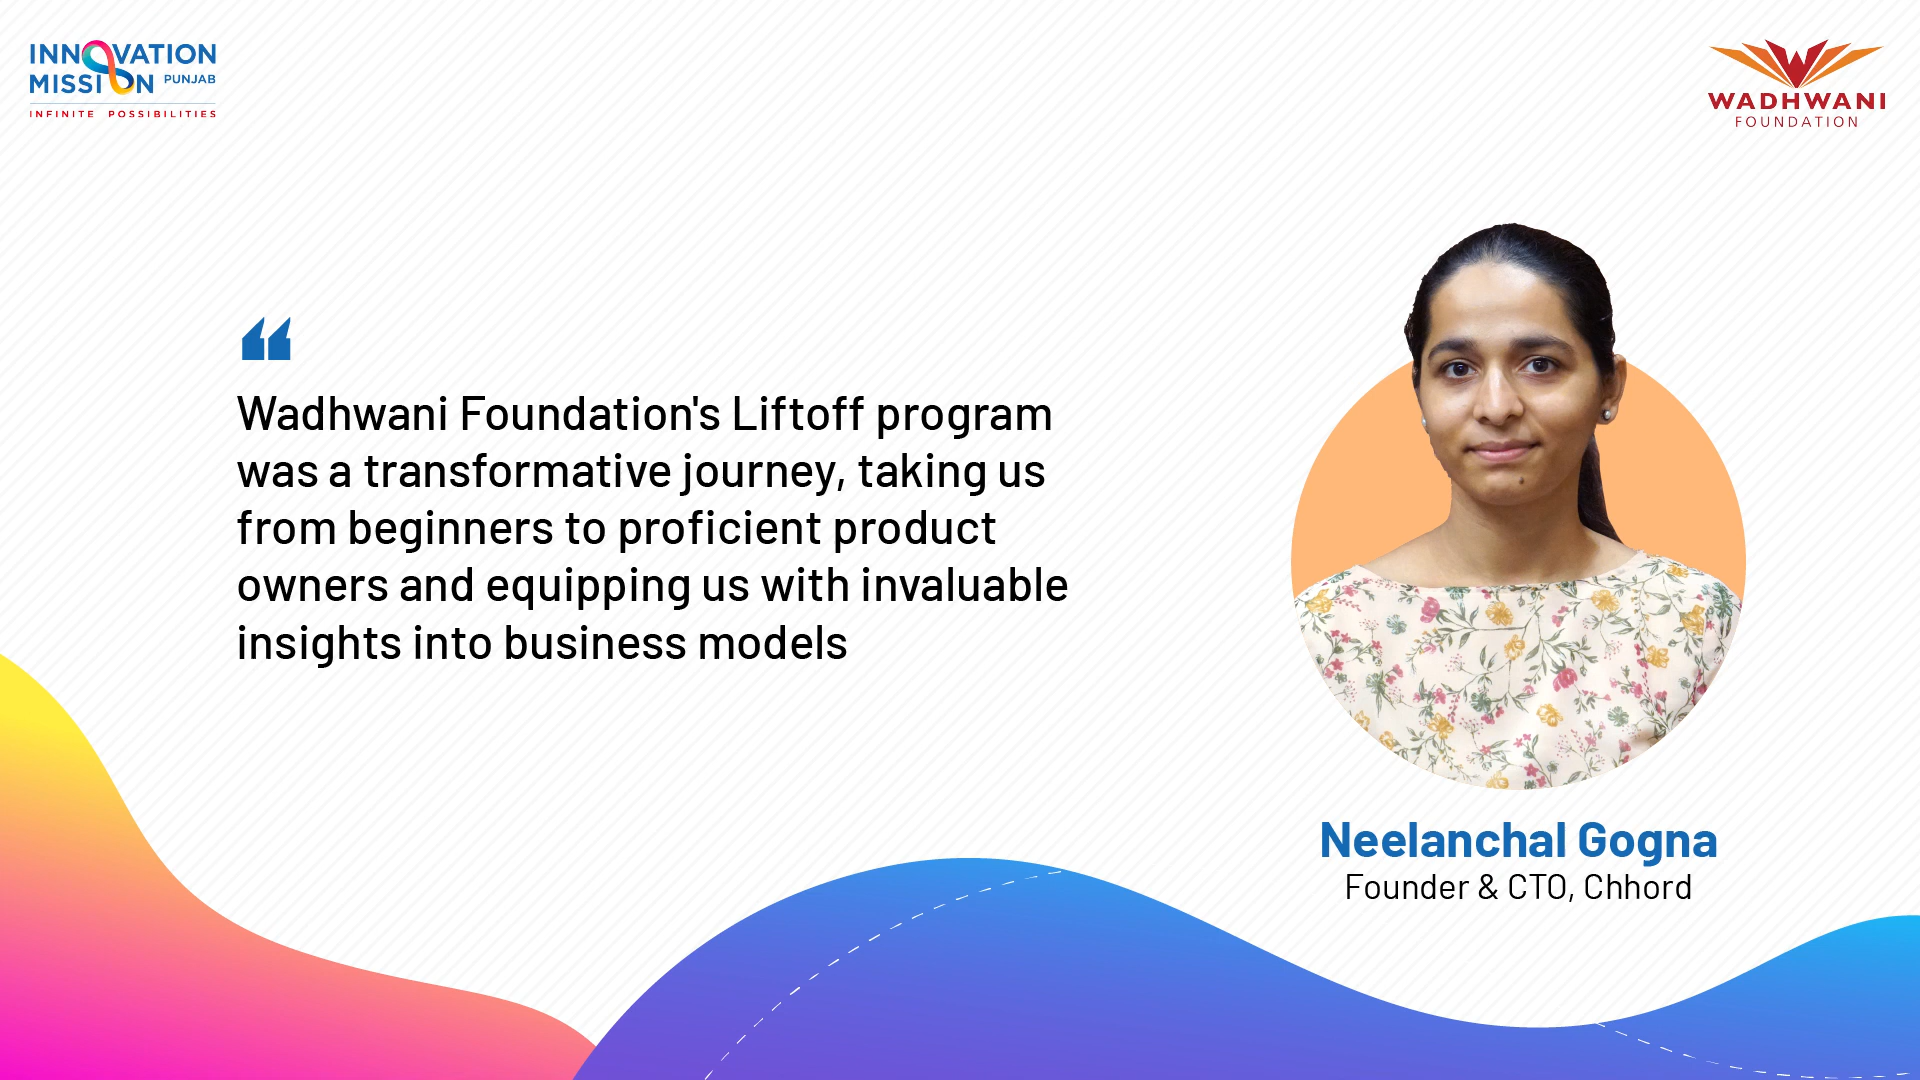 INNOVATION
MISSION PUNJAB
INFINITE POSSIBILITIES
WADHWANI
FOUNDATION
❝
Wadhwani Foundation's Liftoff program
was a transformative journey, taking us
from beginners to proficient product
owners and equipping us with invaluable
insights into business models
Neelanchal Gogna
Founder & CTO, Chhord